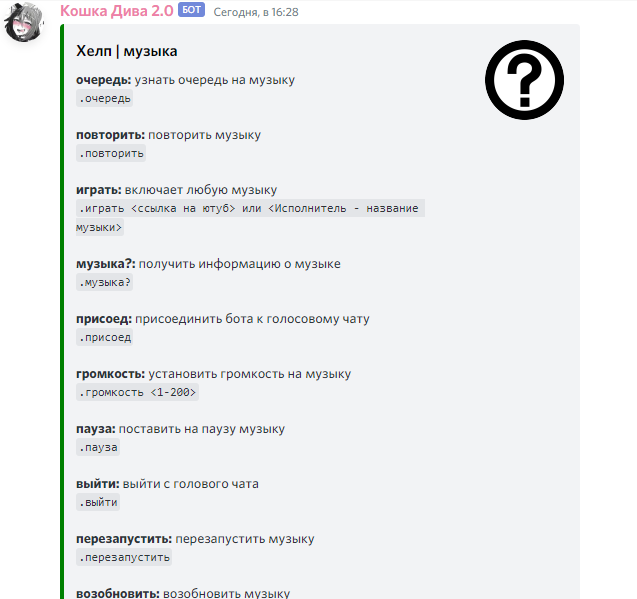 Кошка Дива 2.0 БОТ Сегодня, в 16:28
Хелп | музыка
очередь: узнать очередь на музыку
.очередь
повторить: повторить музыку
.повторить
играть: включает любую музыку
.играть <ссылка на ютуб> или <Исполнитель - название
музыки>
музыка?: получить информацию о музыке
.музыка?
присоед: присоединить бота к голосовому чату
.присоед
громкость: установить громкость на музыку
.громкость <1-200>
пауза: поставить на паузу музыку
.пауза
выйти: выйти с голового чата
.выйти
перезапустить: перезапустить музыку
.перезапустить
возобновить: возобновить музыку